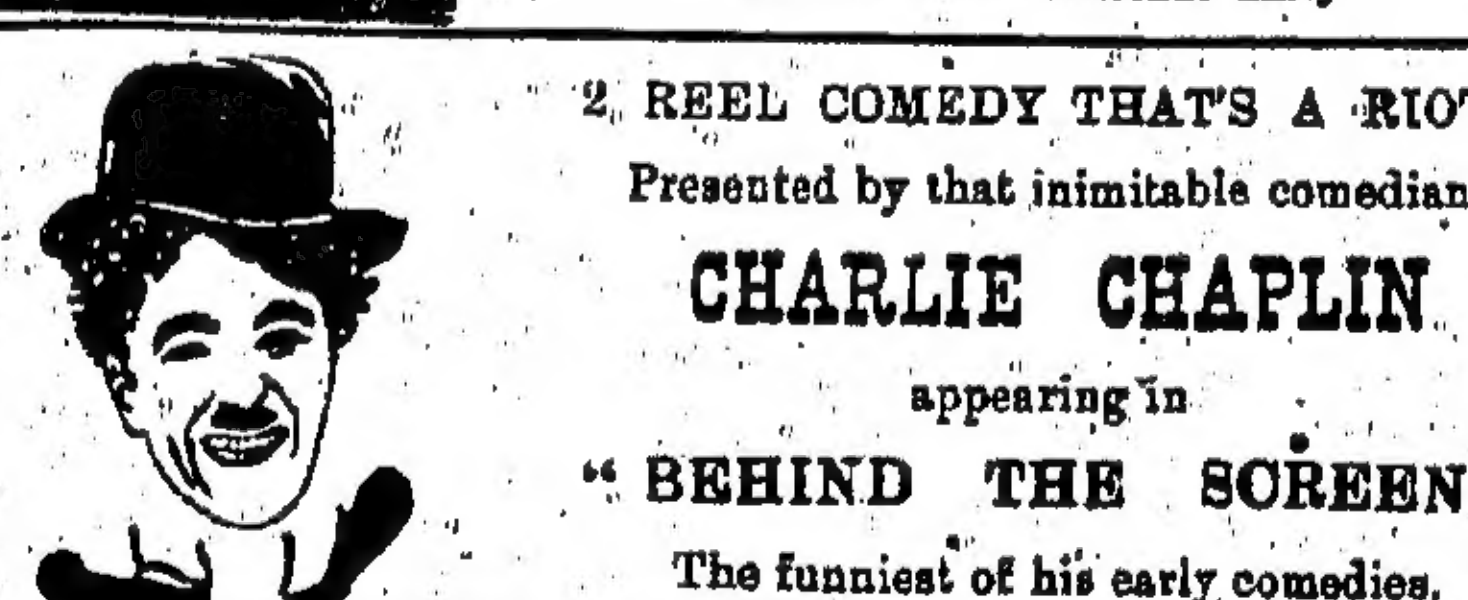 2 REEL COMEDY THAT'S A RIOT
Presented by that inimitable comedian
CHARLIE CHAPLIN
appearing in
“ BEHIND THE SCREEN
The funniest of his early comedies.